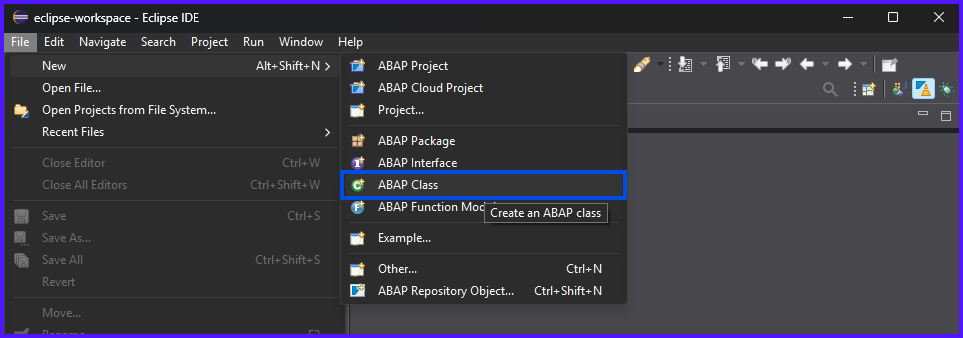 eclipse-workspace - Eclipse IDE
File Edit Navigate Search Project Run Window Help
New Alt+Shift+N
Open File...
Open Projects from File System...
Recent Files
Close Editor Ctrl+W
Close All Editors Ctrl+Shift+W
Save Ctrl+S
Save As...
Save All Ctrl+Shift+S
Revert
Move...
ABAP Project
ABAP Cloud Project
Project...
ABAP Package
ABAP Interface
ABAP Class
ABAP Function
Create an ABAP class
Example...
Other... Ctrl+N
ABAP Repository Object... Ctrl+Shift+N